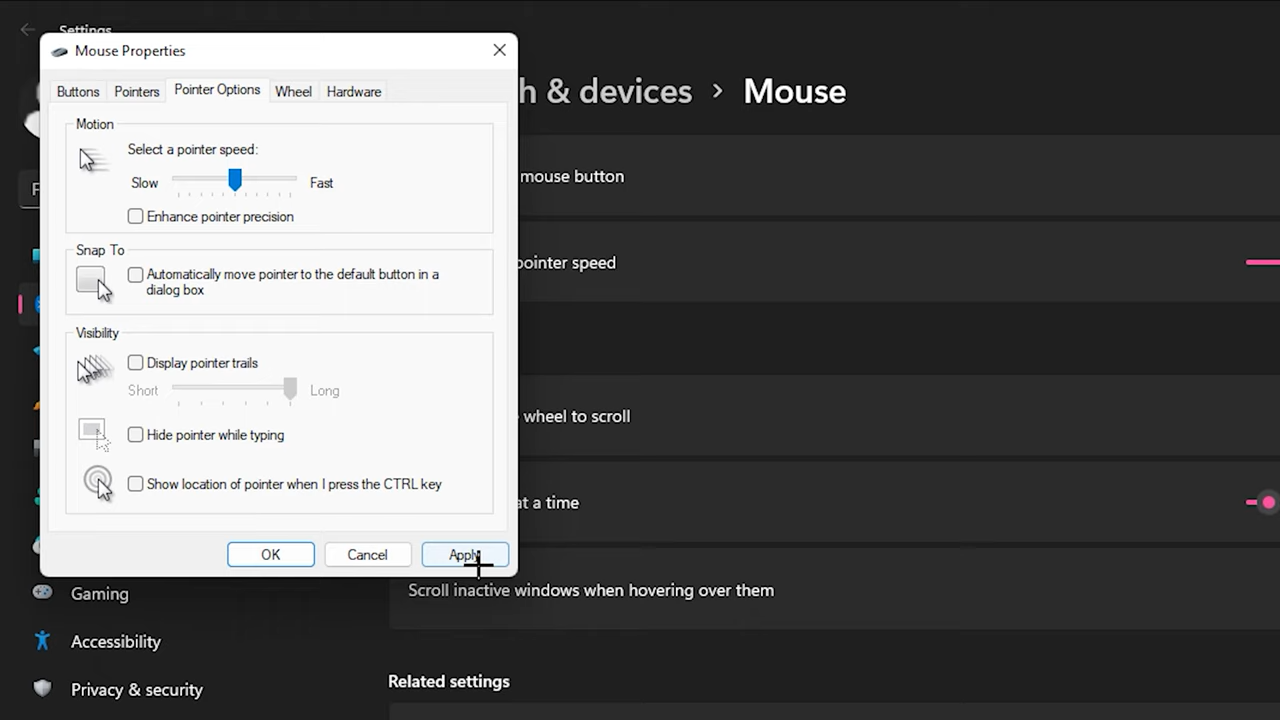 Settings
Mouse Properties
Buttons Pointers Pointer Options Wheel Hardware
Motion
Select a pointer speed:
Slow Fast
Enhance pointer precision
Snap To
Automatically move pointer to the default button in a
dialog box
Visibility
Display pointer trails
Short Long
Hide pointer while typing
Show location of pointer when I press the CTRL key
OK Cancel Apply
h & devices > Mouse
mouse button
pointer speed
wheel to scroll
at a time
Scroll inactive windows when hovering over them
Related settings
F
Gaming
Accessibility
Privacy & security